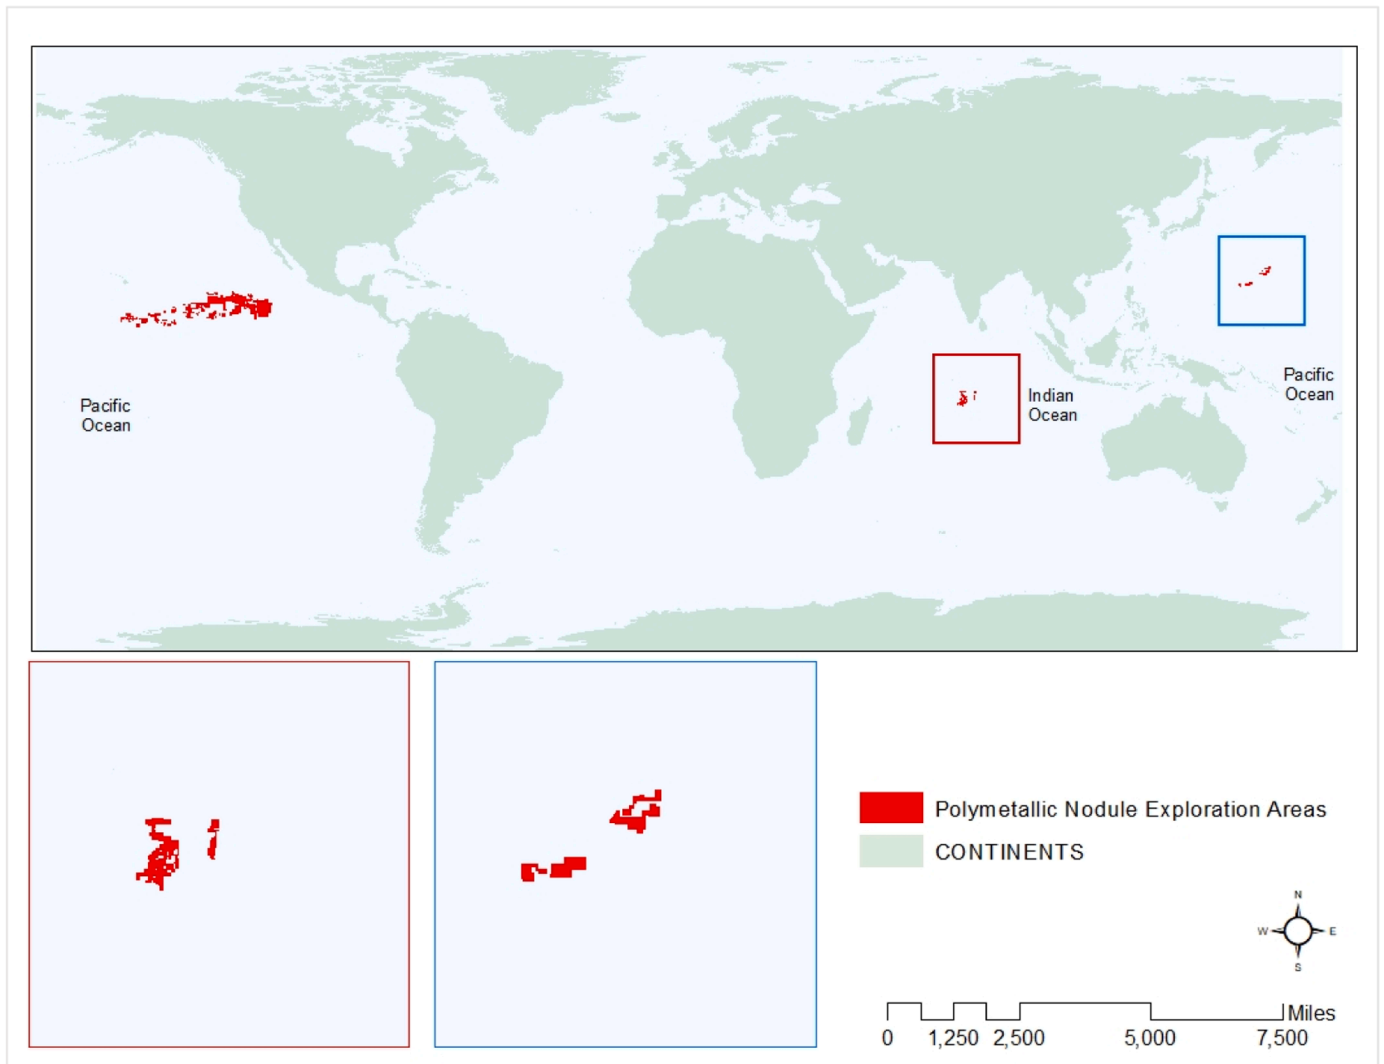 Pacific
Ocean
Indian
Ocean
Pacific
Ocean
Polymetallic Nodule Exploration Areas
CONTINENTS
N
W
E
S
Miles
0
1,250
2,500
5,000
7,500